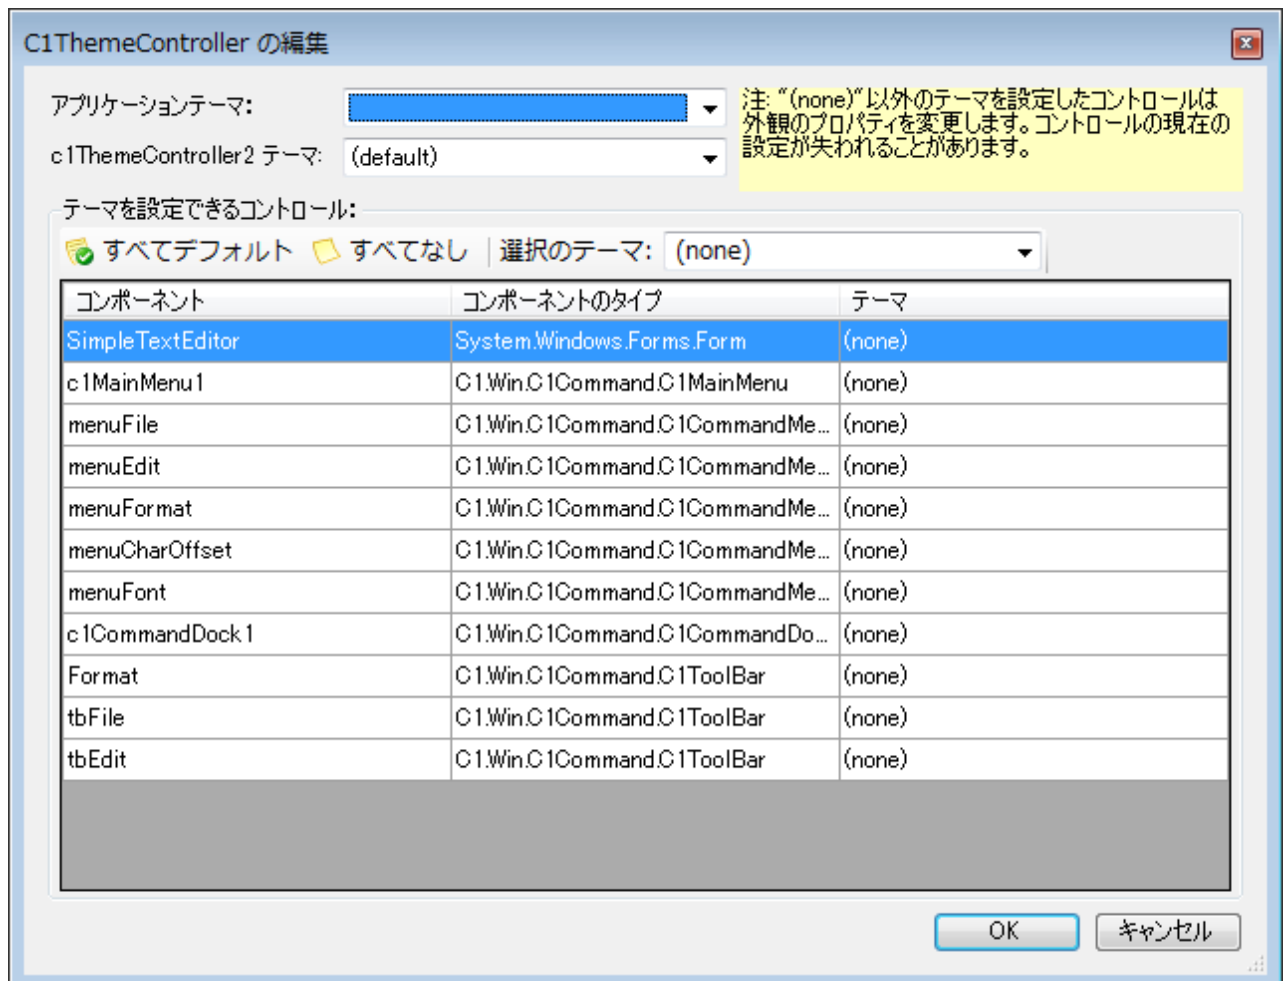 C1ThemeController の編集
アプリケーションテーマ:
注: "(none)"以外のテーマを設定したコントロールは
外観のプロパティを変更します。コントロールの現在の
設定が失われることがあります。
c1ThemeController2 テーマ: (default)
テーマを設定できるコントロール:
すべてデフォルト すべてなし 選択のテーマ: (none)
コンポーネント コンポーネントのタイプ テーマ
SimpleTextEditor System.Windows.Forms.Form (none)
c1MainMenu1 C1.Win.C1Command.C1MainMenu (none)
menuFile C1.Win.C1Command.C1CommandMe... (none)
menuEdit C1.Win.C1Command.C1CommandMe... (none)
menuFormat C1.Win.C1Command.C1CommandMe... (none)
menuCharOffset C1.Win.C1Command.C1CommandMe... (none)
menuFont C1.Win.C1Command.C1CommandMe... (none)
c1CommandDock1 C1.Win.C1Command.C1CommandDo... (none)
Format C1.Win.C1Command.C1ToolBar (none)
tbFile C1.Win.C1Command.C1ToolBar (none)
tbEdit C1.Win.C1Command.C1ToolBar (none)
OK キャンセル